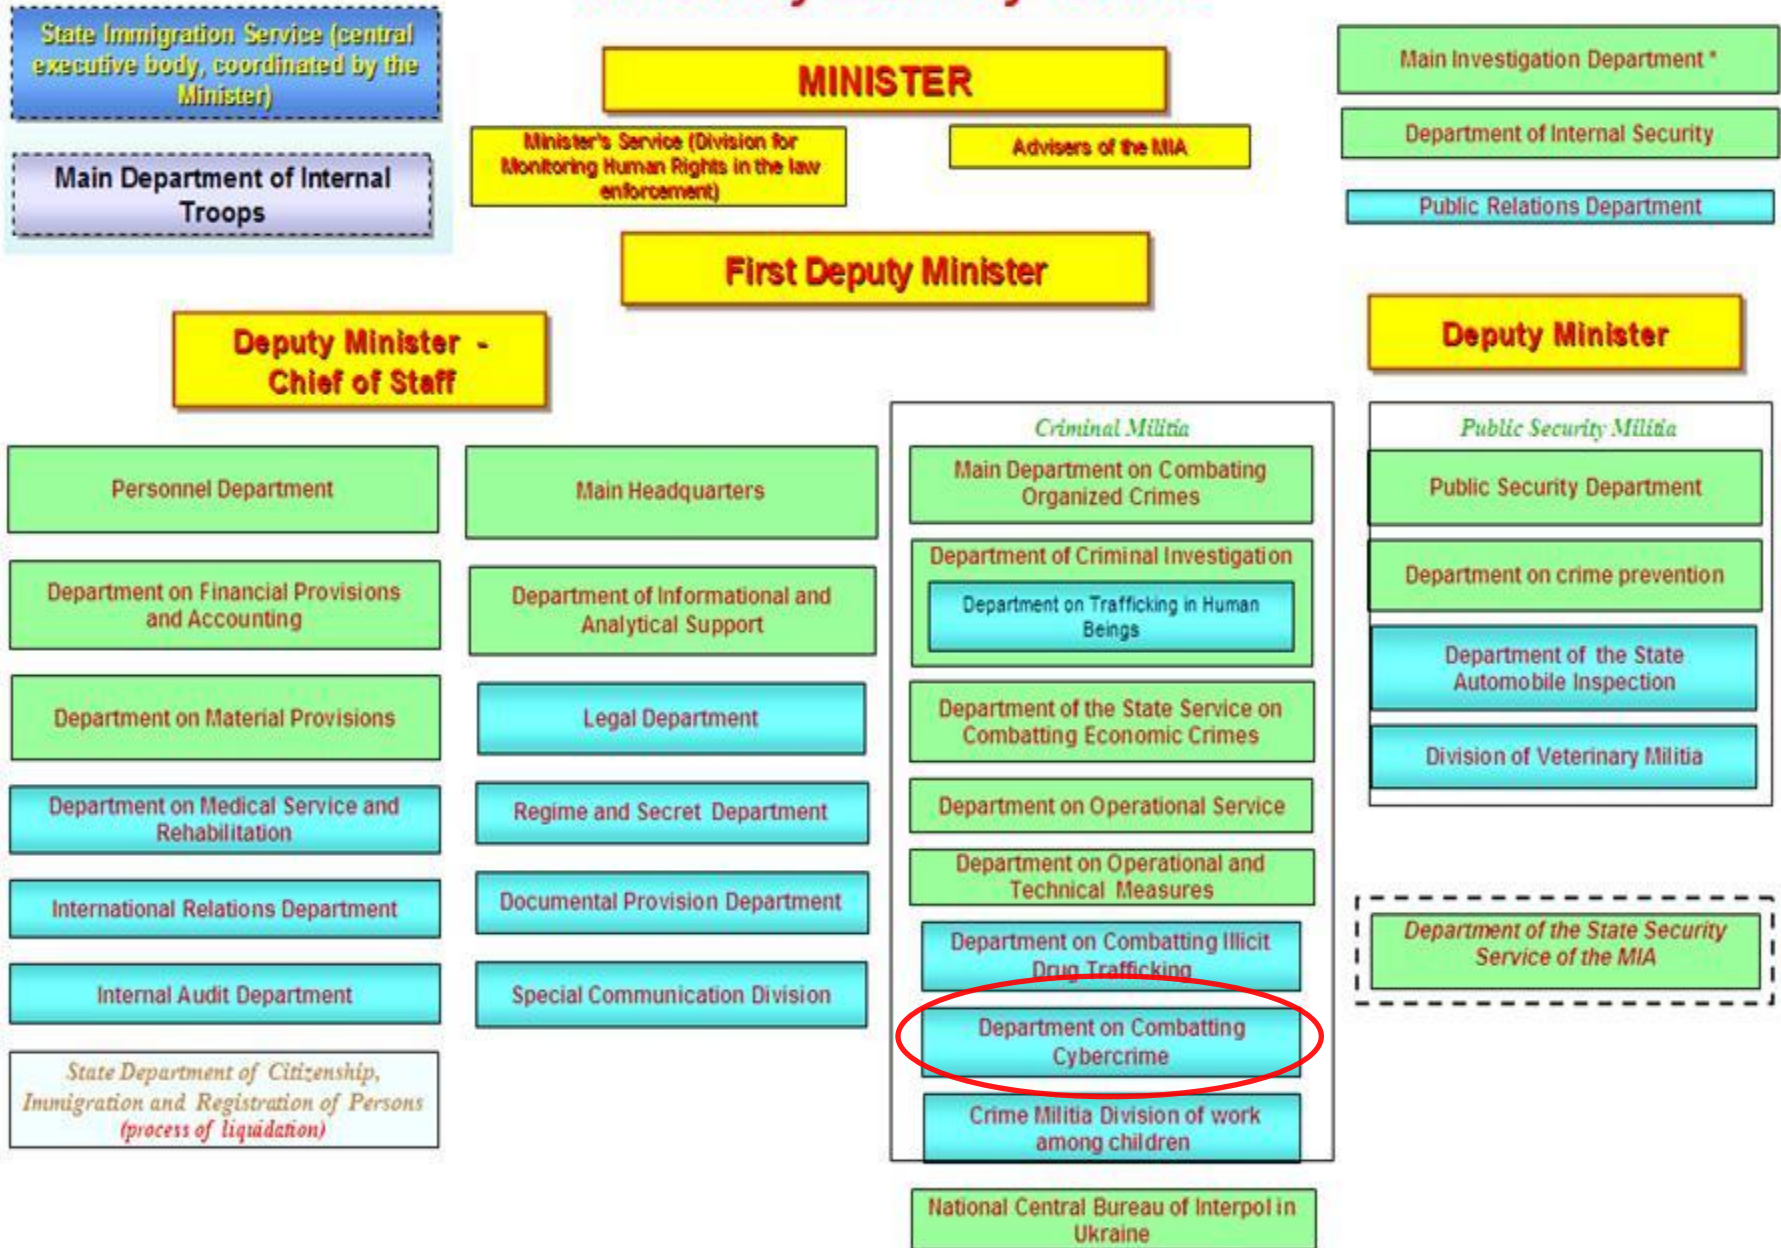 State Immigration Service (central
executive body, coordinated by the
Minister)
Main Department of Internal
Troops
MINISTER
Minister's Service (Division for
Monitoring Human Rights in the law
enforcement)
Advisers of the MIA
Main Investigation Department *
Department of Internal Security
Public Relations Department
First Deputy Minister
Deputy Minister -
Chief of Staff
Deputy Minister
Personnel Department
Department on Financial Provisions
and Accounting
Department on Material Provisions
Department on Medical Service and
Rehabilitation
International Relations Department
Internal Audit Department
State Department of Citizenship,
Immigration and Registration of Persons
(process of liquidation)
Main Headquarters
Department of Informational and
Analytical Support
Legal Department
Regime and Secret Department
Documental Provision Department
Special Communication Division
Criminal Militia
Main Department on Combating
Organized Crimes
Department of Criminal Investigation
Department on Trafficking in Human
Beings
Department of the State Service on
Combatting Economic Crimes
Department on Operational Service
Department on Operational and
Technical Measures
Department on Combatting Illicit
Drug Trafficking
Department on Combatting
Cybercrime
Crime Militia Division of work
among children
National Central Bureau of Interpol in
Ukraine
Public Security Militia
Public Security Department
Department on crime prevention
Department of the State
Automobile Inspection
Division of Veterinary Militia
Department of the State Security
Service of the MIA